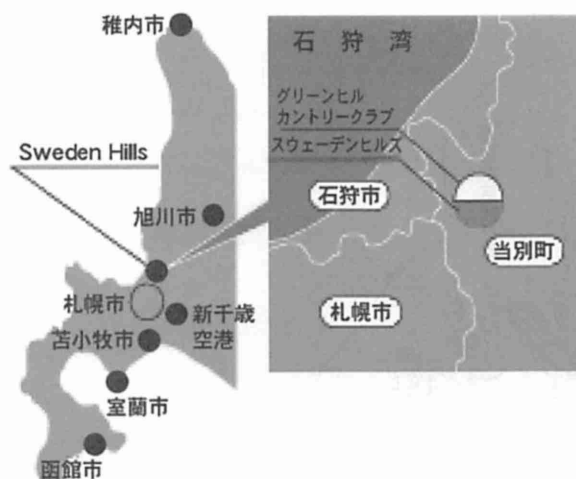 稚内市
Sweden Hills
旭川市
札幌市
新千歳
空港
苫小牧市
室蘭市
函館市
石狩湾
グリーンヒル
カントリークラブ
スウェーデンヒルズ
石狩市
当別町
札幌市